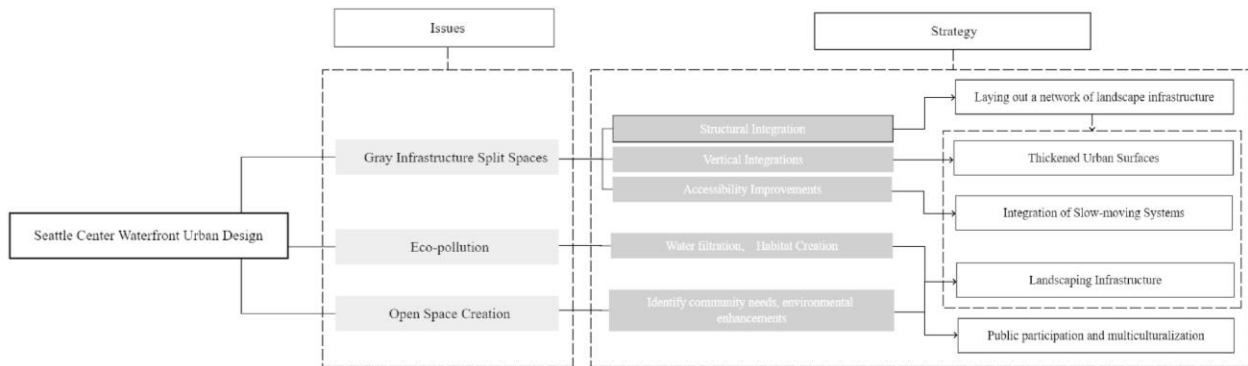 Issues
Strategy
Laying out a network of landscape infrastructure
Structural Integration
Gray Infrastructure Split Spaces
Vertical Integrations
Thickened Urban Surfaces
Accessibility Improvements
Integration of Slow-moving Systems
Seattle Center Waterfront Urban Design
Eco-pollution
Water filtration、 Habitat Creation
Landscaping Infrastructure
Open Space Creation
Identify community needs, environmental
enhancements
Public participation and multiculturalization